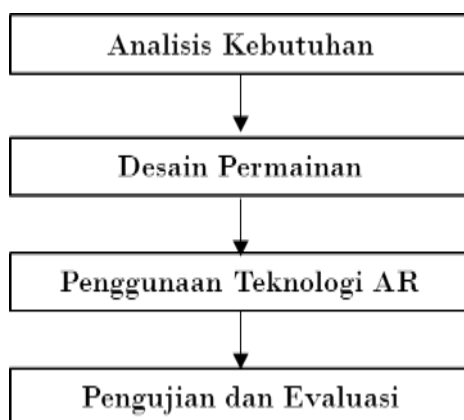 Analisis Kebutuhan
Desain Permainan
Penggunaan Teknologi AR
Pengujian dan Evaluasi